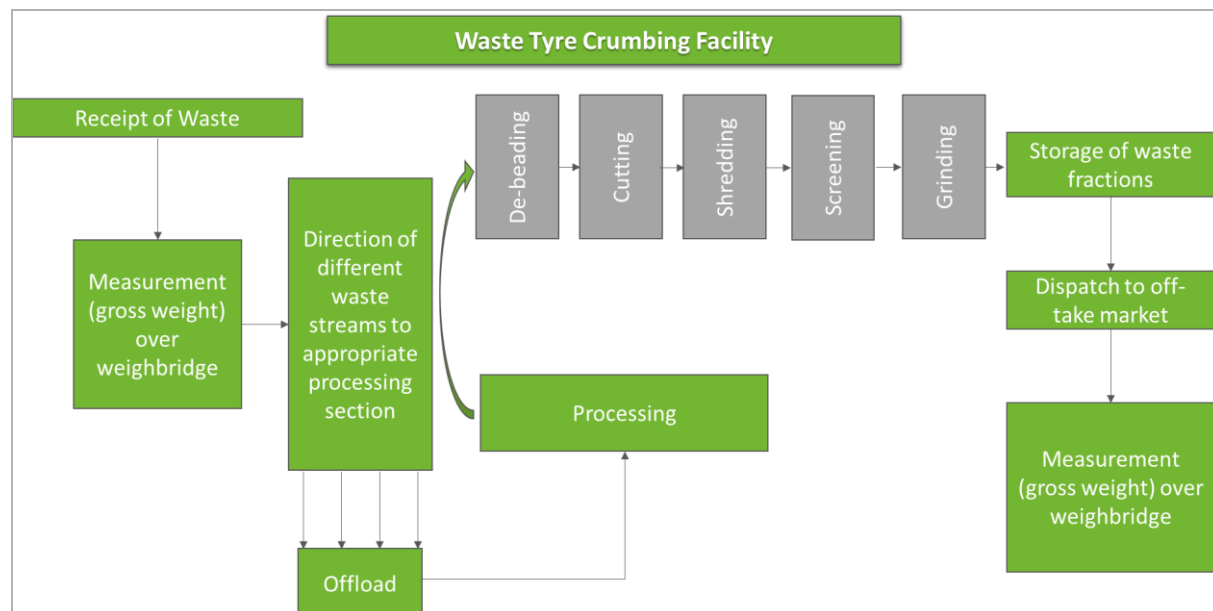 Waste Tyre Crumbing Facility
Receipt of Waste
Measurement
(gross weight)
over
weighbridge
Direction of
different
waste
streams to
appropriate
processing
section
Offload
Processing
De-beading
Cutting
Shredding
Screening
Grinding
Storage of waste
fractions
Dispatch to off-
take market
Measurement
(gross weight) over
weighbridge